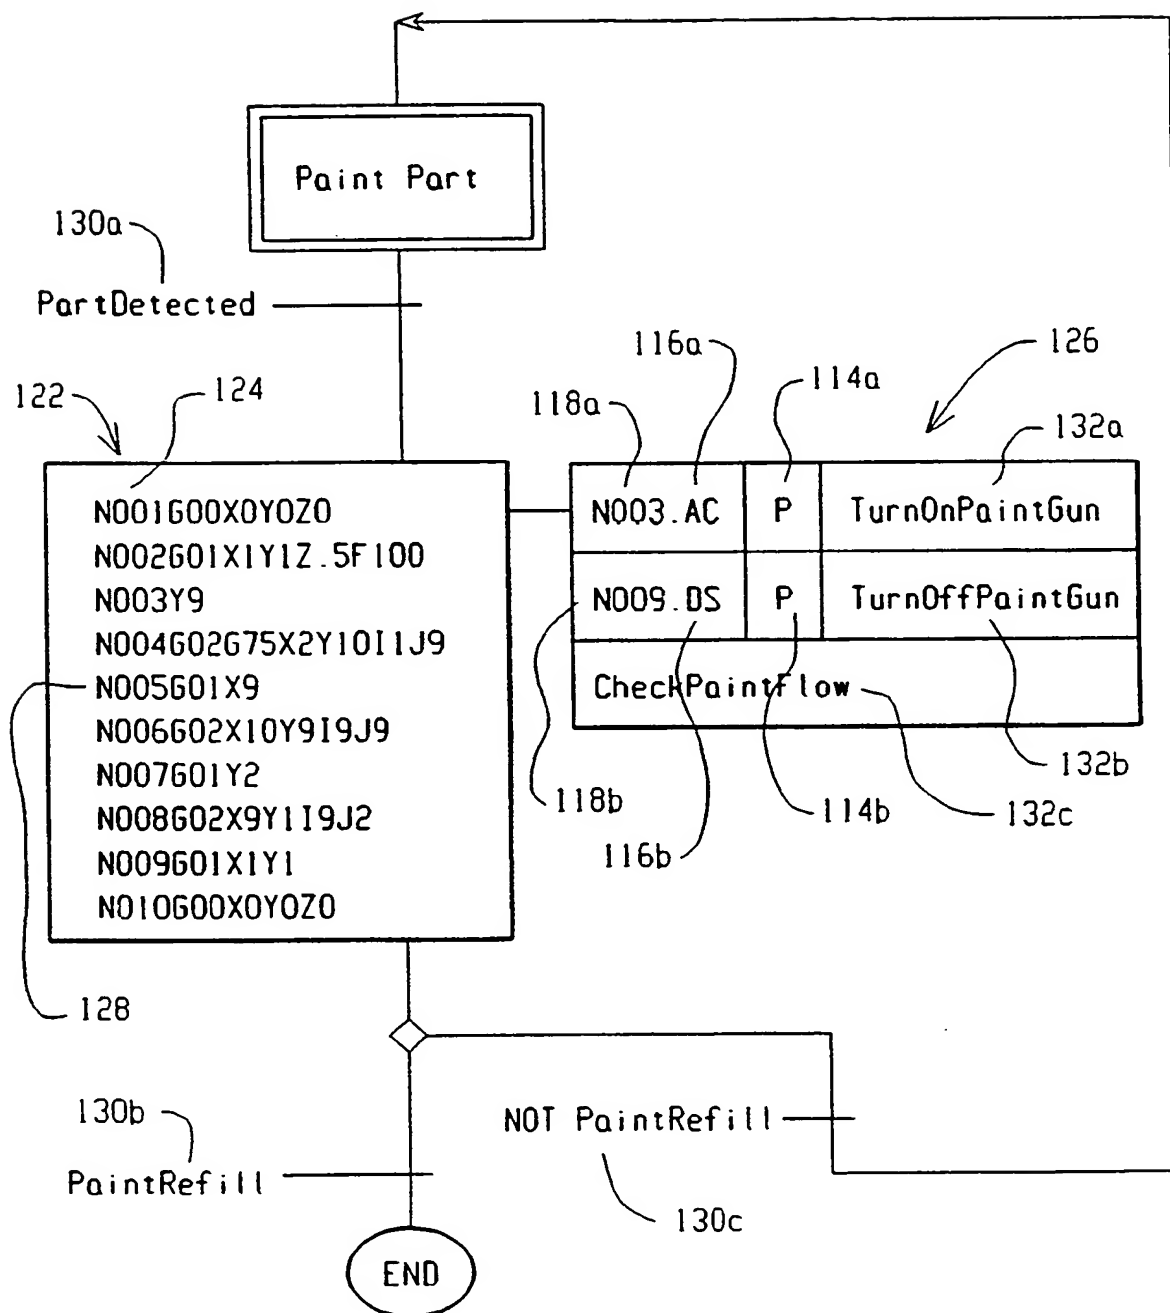 Paint Part
130a
PartDetected
116a
126
118a
114a
122
124
132a
N001G00X0Y0Z0
N002G01X1Y1Z.5F100
N003Y9
N004G02G75X2Y10I1J9
N005G01X9
N006G02X10Y9I9J9
N007G01Y2
N008G02X9Y1I9J2
N009G01X1Y1
N010G00X0Y0Z0
N003.AC P TurnOnPaintGun
N009.DS P TurnOffPaintGun
CheckPaintFlow
118b
116b
114b
132b
132c
128
130b
PaintRefill
NOT PaintRefill
130c
END